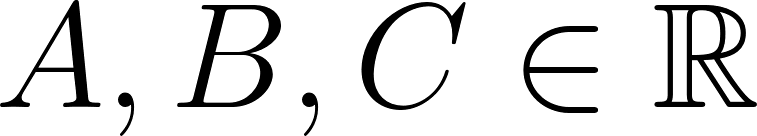 A, B, C ∈ ℝ